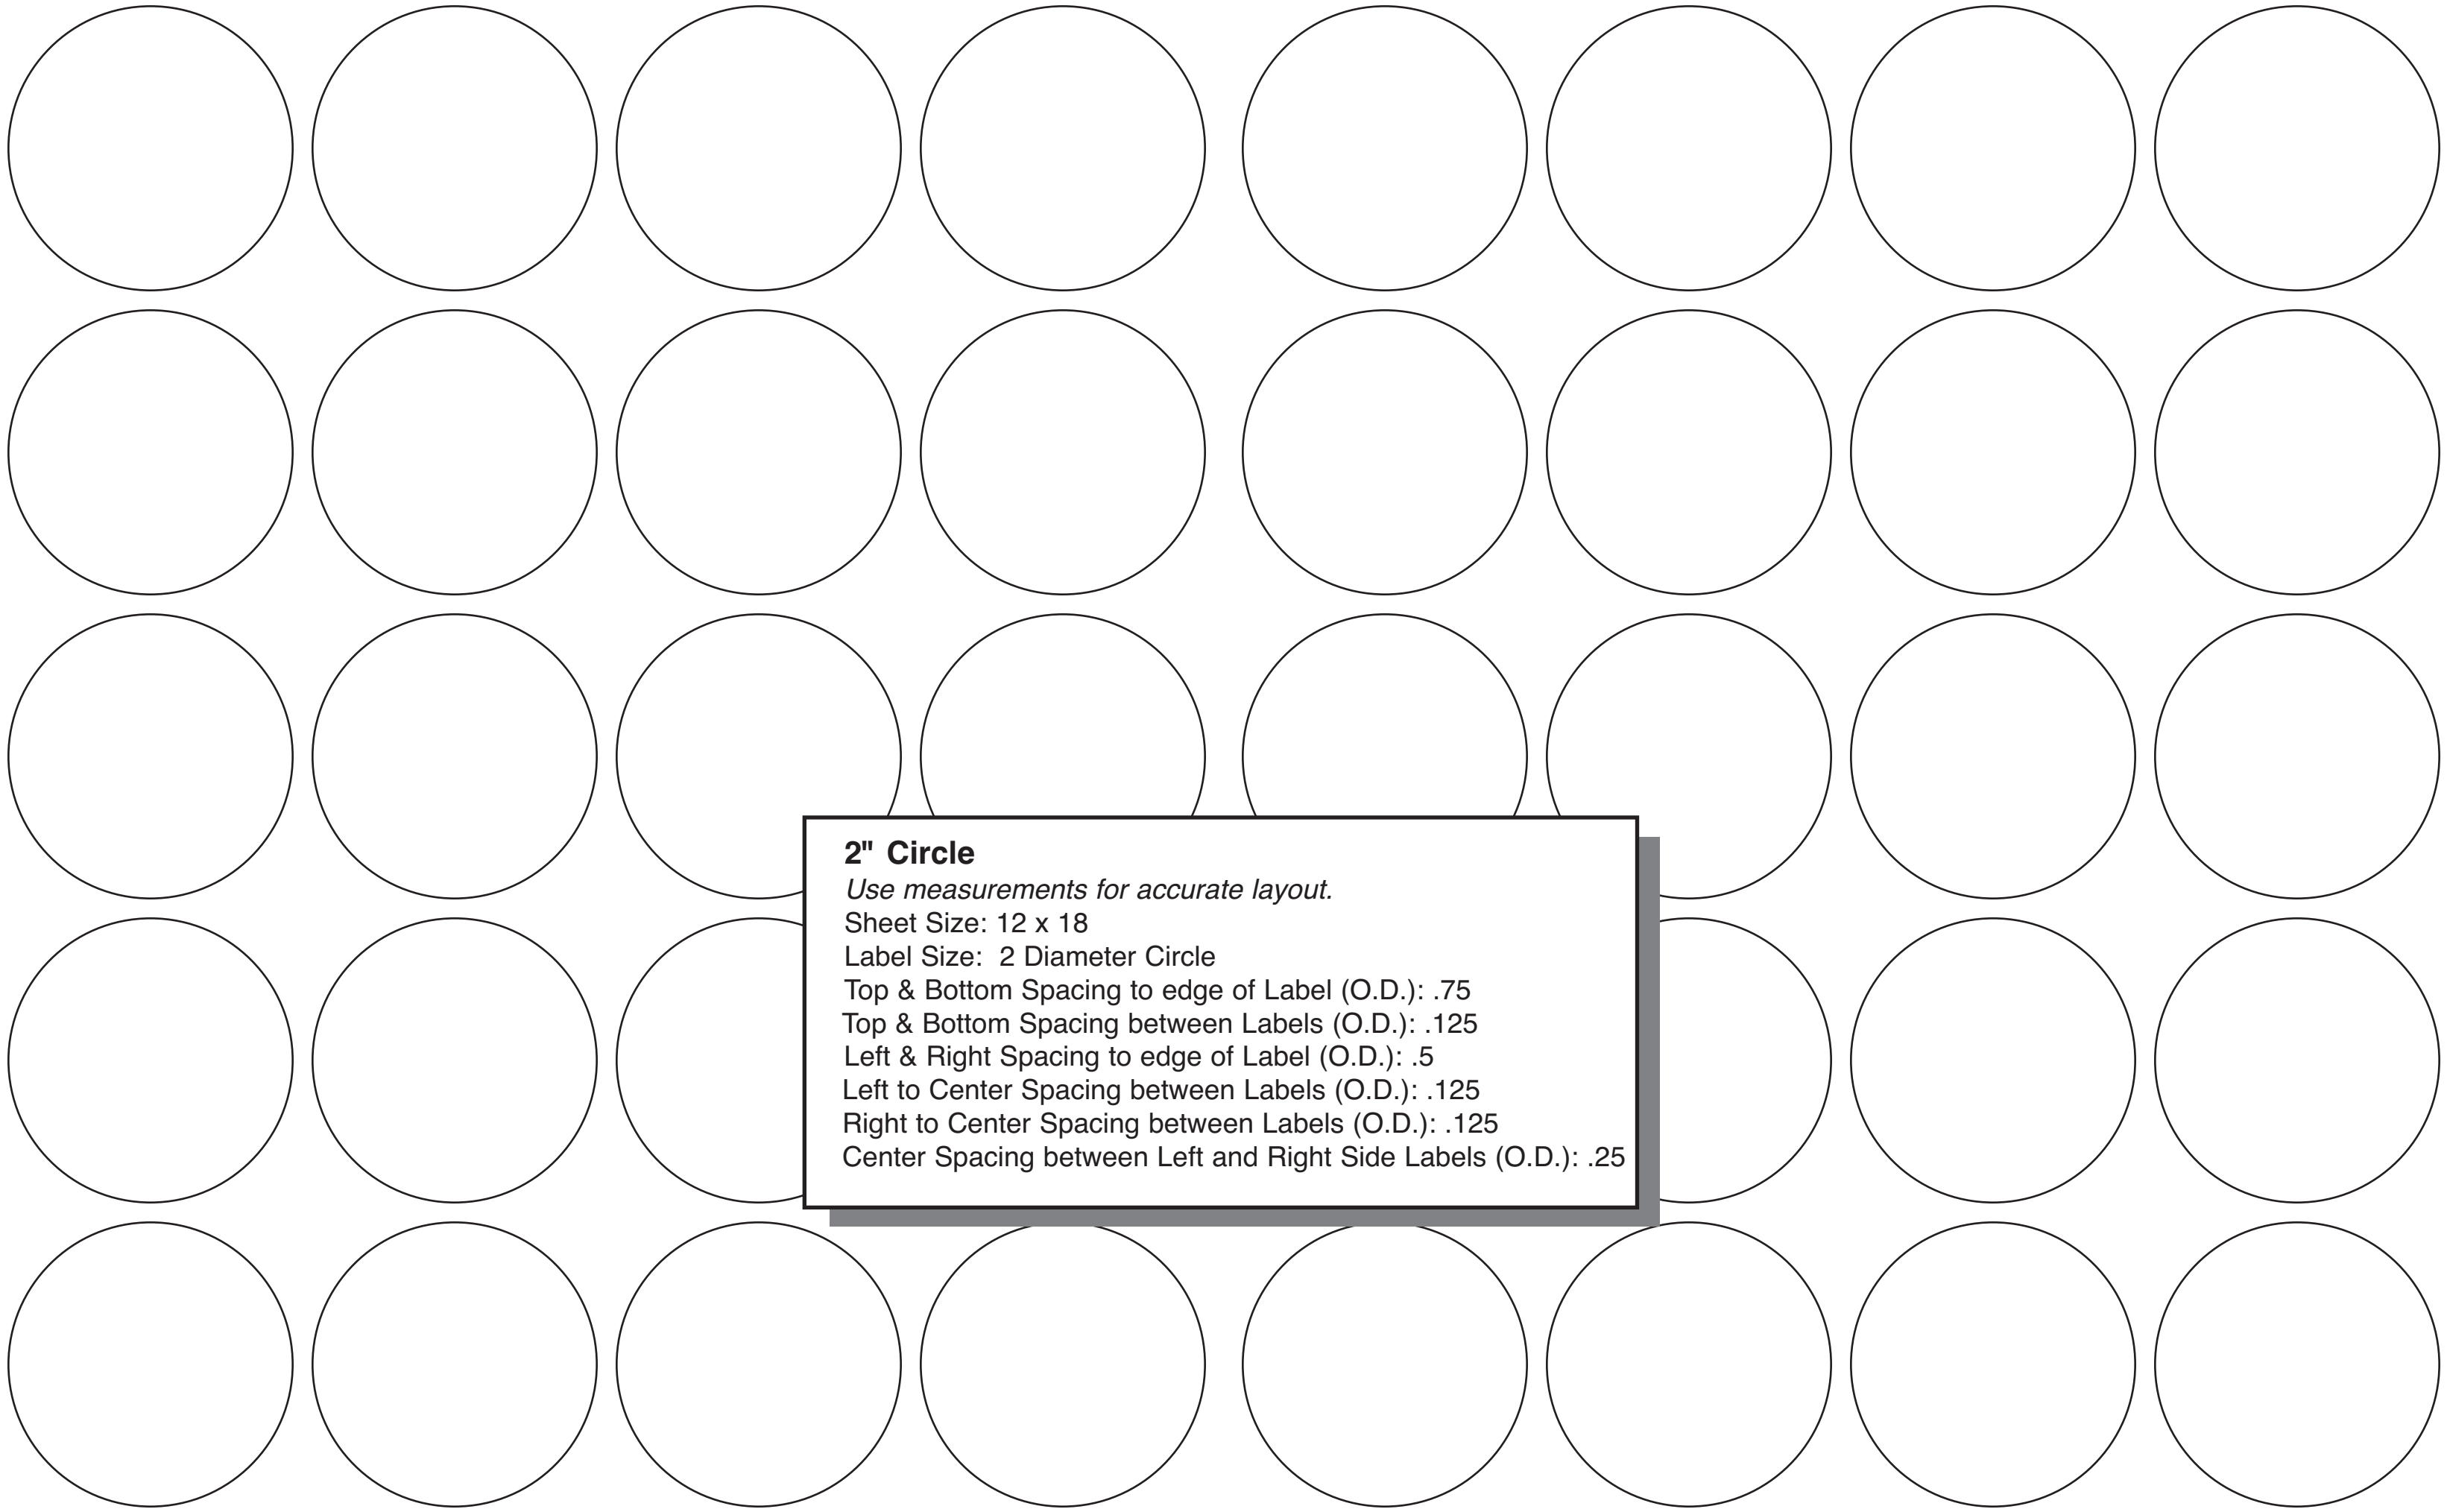 2" Circle
Use measurements for accurate layout.
Sheet Size: 12 x 18
Label Size:  2 Diameter Circle
Top & Bottom Spacing to edge of Label (O.D.): .75
Top & Bottom Spacing between Labels (O.D.): .125
Left & Right Spacing to edge of Label (O.D.): .5
Left to Center Spacing between Labels (O.D.): .125
Right to Center Spacing between Labels (O.D.): .125
Center Spacing between Left and Right Side Labels (O.D.): .25